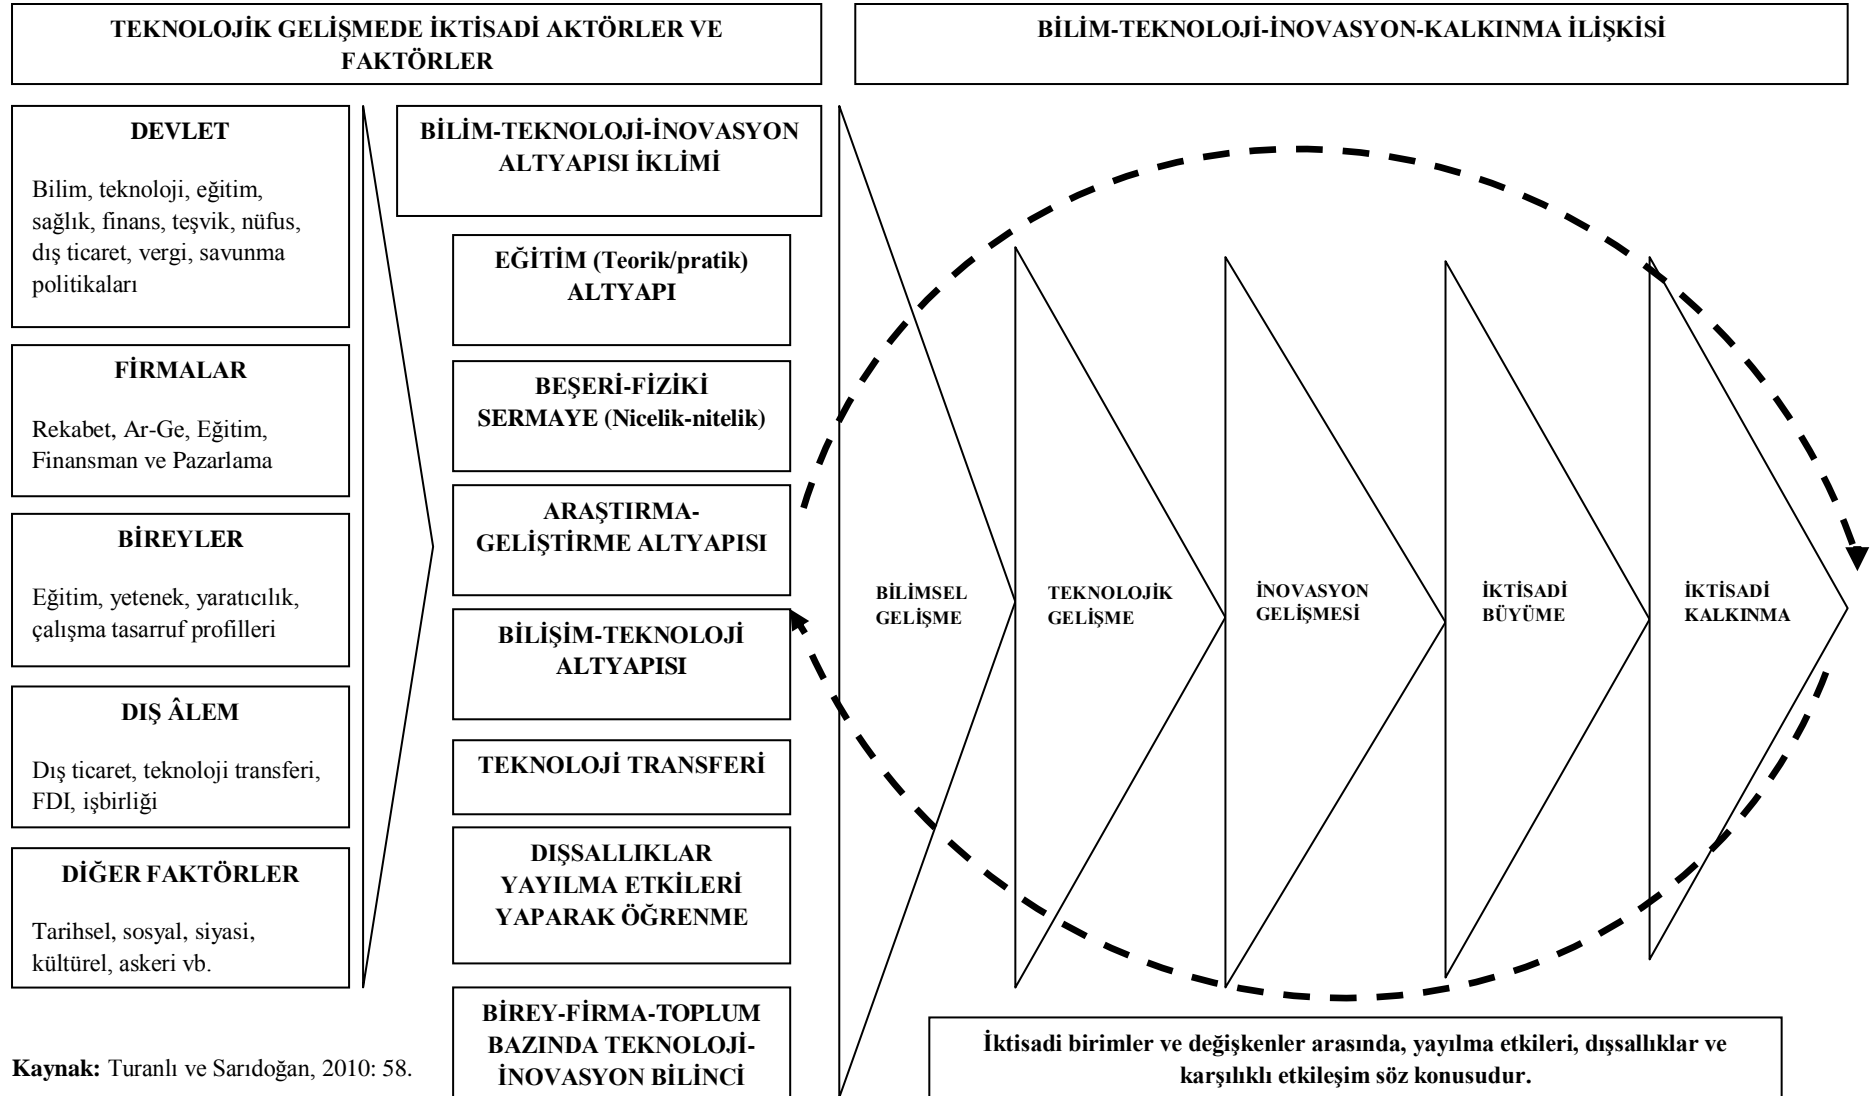 TEKNOLOJİK GELİŞMEDE İKTİSADİ AKTÖRLER VE
FAKTÖRLER
BİLİM-TEKNOLOJİ-İNOVASYON-KALKINMA İLİŞKİSİ
DEVLET
Bilim, teknoloji, eğitim,
sağlık, finans, teşvik, nüfus,
dış ticaret, vergi, savunma
politikaları
FİRMALAR
Rekabet, Ar-Ge, Eğitim,
Finansman ve Pazarlama
BİREYLER
Eğitim, yetenek, yaratıcılık,
çalışma tasarruf profilleri
DIŞ ÂLEM
Dış ticaret, teknoloji transferi,
FDI, işbirliği
DİĞER FAKTÖRLER
Tarihsel, sosyal, siyasi,
kültürel, askeri vb.
BİLİM-TEKNOLOJİ-İNOVASYON
ALTYAPISI İKLİMİ
EĞİTİM (Teorik/pratik)
ALTYAPI
BEŞERİ-FİZİKİ
SERMAYE (Nicelik-nitelik)
ARAŞTIRMA-
GELİŞTİRME ALTYAPISI
BİLİŞİM-TEKNOLOJİ
ALTYAPISI
TEKNOLOJİ TRANSFERİ
DIŞSALLIKLAR
YAYILMA ETKİLERİ
YAPARAK ÖĞRENME
BİREY-FİRMA-TOPLUM
BAZINDA TEKNOLOJİ-
İNOVASYON BİLİNCİ
BİLİMSEL
GELİŞME
TEKNOLOJİK
GELİŞME
İNOVASYON
GELİŞMESİ
İKTİSADİ
BÜYÜME
İKTİSADİ
KALKINMA
İktisadi birimler ve değişkenler arasında, yayılma etkileri, dışsallıklar ve
karşılıklı etkileşim söz konusudur.
Kaynak: Turanlı ve Sarıdoğan, 2010: 58.